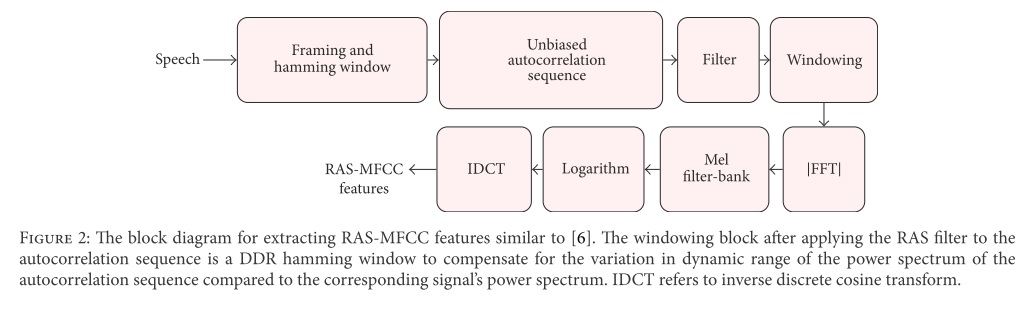 Speech
Framing and
hamming window
Unbiased
autocorrelation
sequence
Filter
Windowing
|FFT|
Mel
filter-bank
Logarithm
IDCT
RAS-MFCC
features
FIGURE 2: The block diagram for extracting RAS-MFCC features similar to [6]. The windowing block after applying the RAS filter to the
autocorrelation sequence is a DDR hamming window to compensate for the variation in dynamic range of the power spectrum of the
autocorrelation sequence compared to the corresponding signal's power spectrum. IDCT refers to inverse discrete cosine transform.